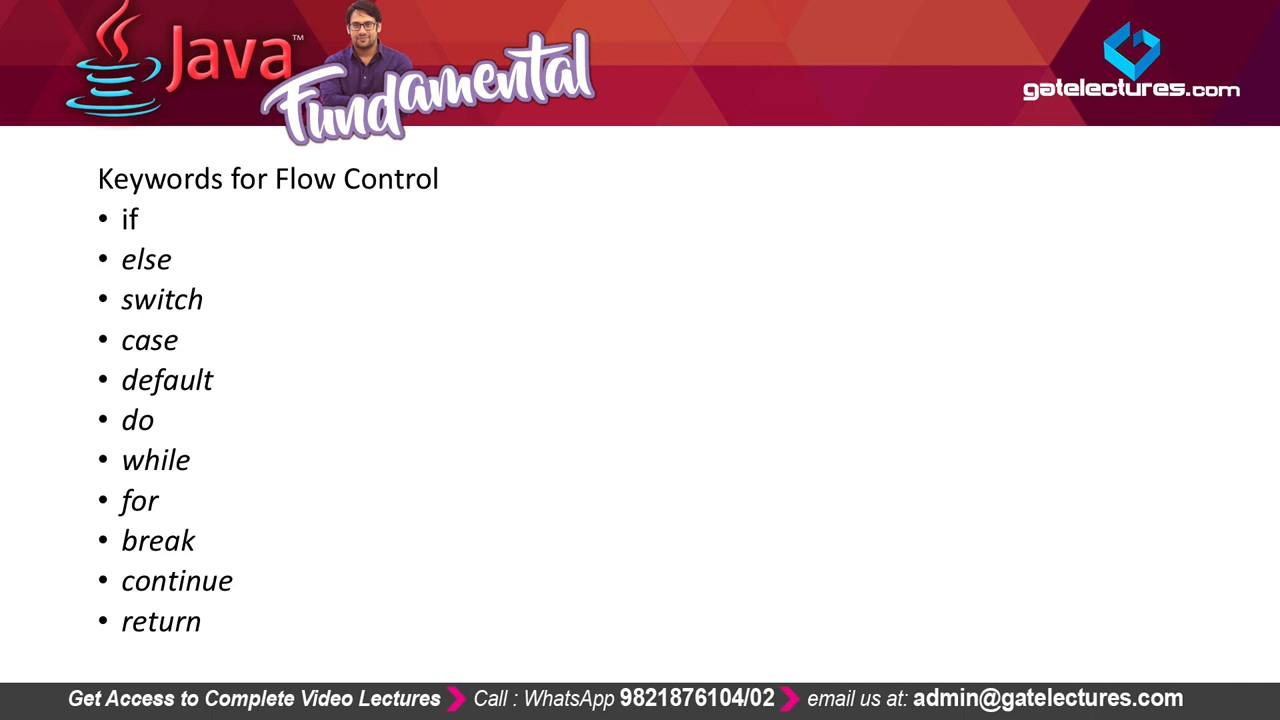 Java™
Fundamental
gatelectures.com
Keywords for Flow Control
• if
• else
• switch
• case
• default
• do
• while
• for
• break
• continue
• return
Get Access to Complete Video Lectures Call : WhatsApp 9821876104/02 email us at: admin@gatelectures.com